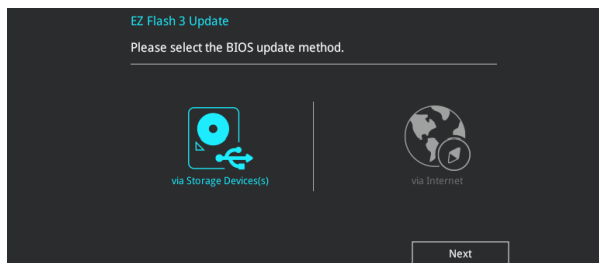 EZ Flash 3 Update
Please select the BIOS update method.
via Storage Devices(s)
via Internet
Next